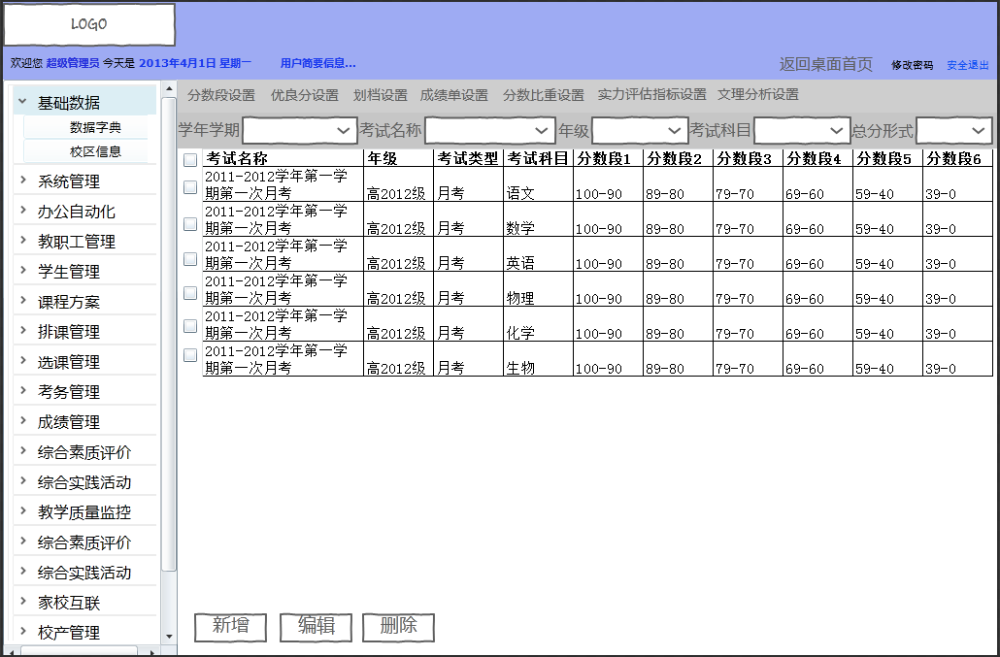 LOGO
欢迎您 超级管理员 今天是 2013年4月1日 星期一 用户简要信息...
返回桌面首页 修改密码 安全退出
基础数据
数据字典
校区信息
系统管理
办公自动化
教职工管理
学生管理
课程方案
排课管理
选课管理
考务管理
成绩管理
综合素质评价
综合实践活动
教学质量监控
综合素质评价
综合实践活动
家校互联
校产管理
分数段设置 优良分设置 划档设置 成绩单设置 分数比重设置 实力评估指标设置 文理分析设置
学年学期 考试名称 年级 考试科目 总分形式
考试名称 年级 考试类型 考试科目 分数段1 分数段2 分数段3 分数段4 分数段5 分数段6
2011-2012学年第一学
期第一次月考 高2012级 月考 语文 100-90 89-80 79-70 69-60 59-40 39-0
2011-2012学年第一学
期第一次月考 高2012级 月考 数学 100-90 89-80 79-70 69-60 59-40 39-0
2011-2012学年第一学
期第一次月考 高2012级 月考 英语 100-90 89-80 79-70 69-60 59-40 39-0
2011-2012学年第一学
期第一次月考 高2012级 月考 物理 100-90 89-80 79-70 69-60 59-40 39-0
2011-2012学年第一学
期第一次月考 高2012级 月考 化学 100-90 89-80 79-70 69-60 59-40 39-0
2011-2012学年第一学
期第一次月考 高2012级 月考 生物 100-90 89-80 79-70 69-60 59-40 39-0
新增 编辑 删除